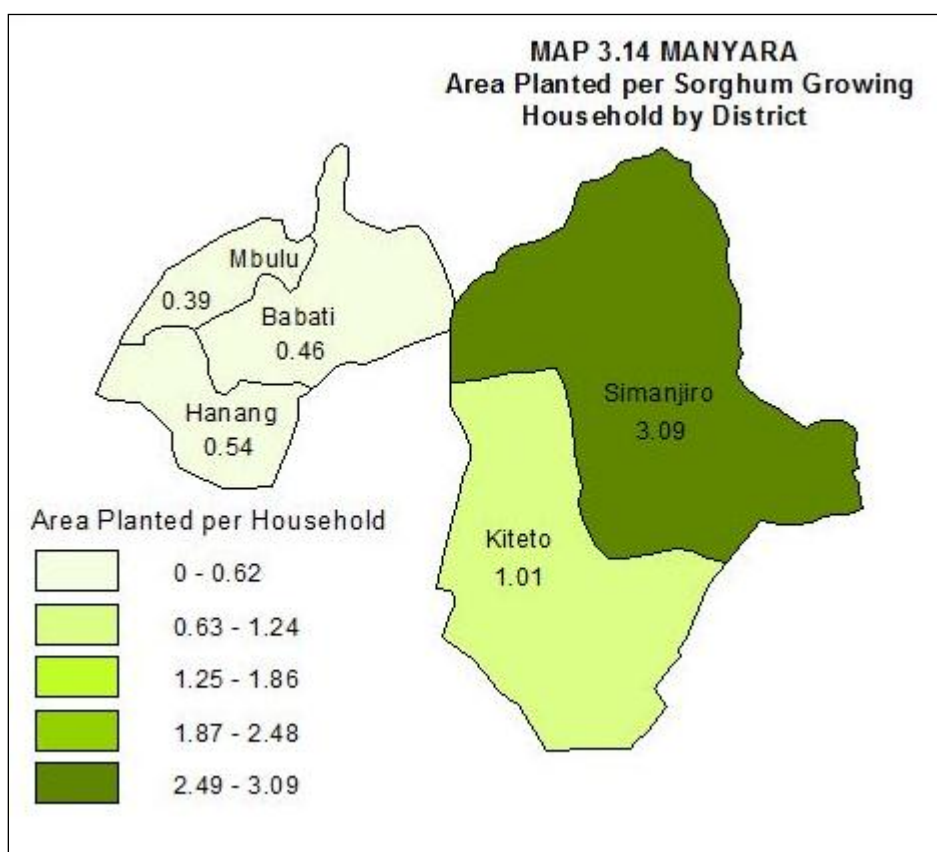 MAP 3.14 MANYARA
Area Planted per Sorghum Growing
Household by District
Mbulu
0.39
Babati
0.46
Hanang
0.54
Simanjiro
3.09
Kiteto
1.01
Area Planted per Household
0 - 0.62
0.63 - 1.24
1.25 - 1.86
1.87 - 2.48
2.49 - 3.09